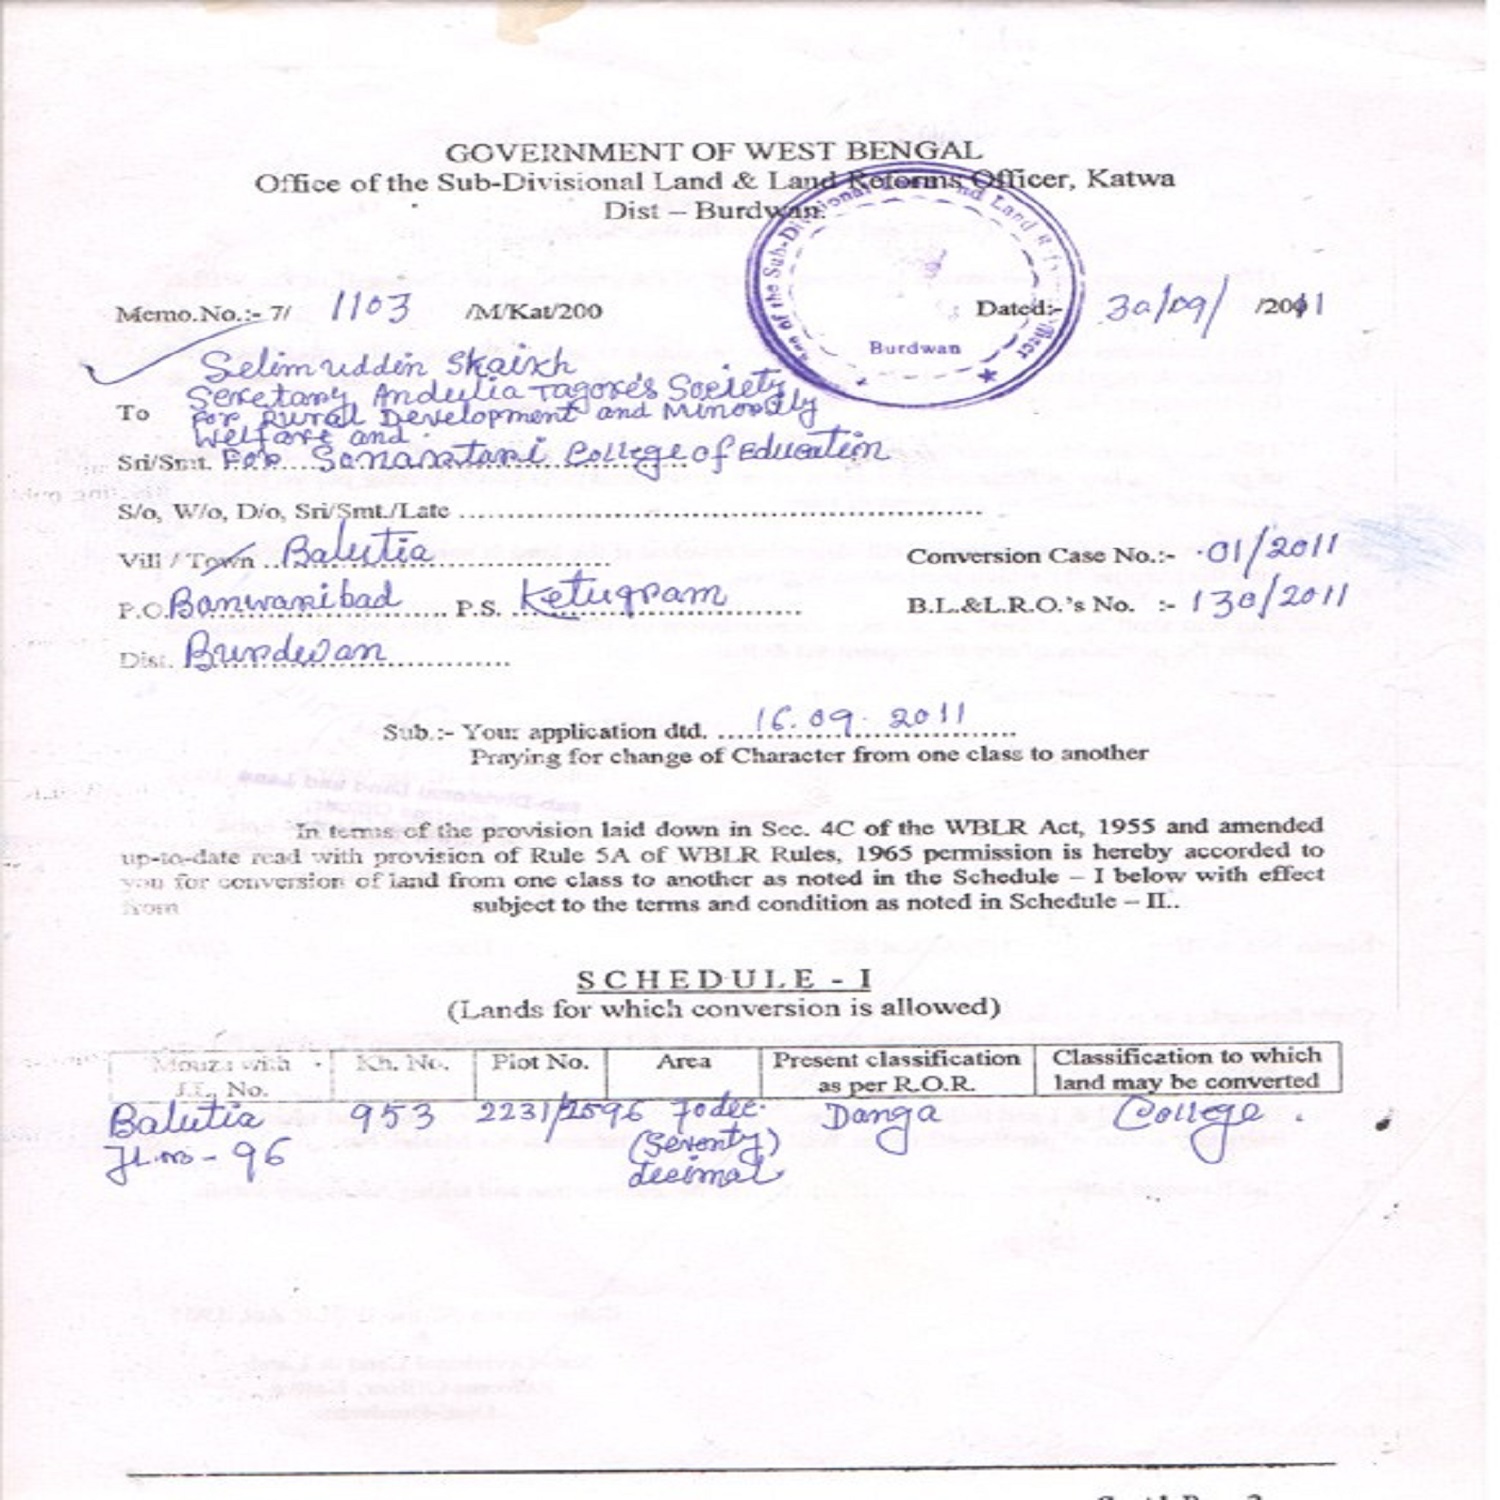 GOVERNMENT OF WEST BENGAL
Office of the Sub-Divisional Land & Land Reforms Officer, Katwa
Dist – Burdwan.
Memo.No.:- 7/ 1103 /M/Kat/200 Dated:- 30/09/ /2011
Selimuddin Skaixh
Secretary Andulia Tagore's Society
To For Rural Development and Minority
Welfare and
Sri/Smt. For Sonarntari College of Education
S/o, W/o, D/o, Sri/Smt./Late
Vill / Town Balutia Conversion Case No.:- 01/2011
P.O. Banwaribad P.S. Ketugram B.L.&L.R.O.'s No. :- 130/2011
Dist. Burdwan
Sub.:- Your application dtd. 16.09.2011
Praying for change of Character from one class to another
In terms of the provision laid down in Sec. 4C of the WBLR Act, 1955 and amended
up-to-date read with provision of Rule 5A of WBLR Rules, 1965 permission is hereby accorded to
you for conversion of land from one class to another as noted in the Schedule – I below with effect
from subject to the terms and condition as noted in Schedule – II..
SCHEDULE - I
(Lands for which conversion is allowed)
Mouza with J.L. No. Kh. No. Plot No. Area Present classification as per R.O.R. Classification to which land may be converted
Balutia 953 2231/2596 70 dec. Danga College.
JL.no - 96 (Seventy)
decimal
Burdwan